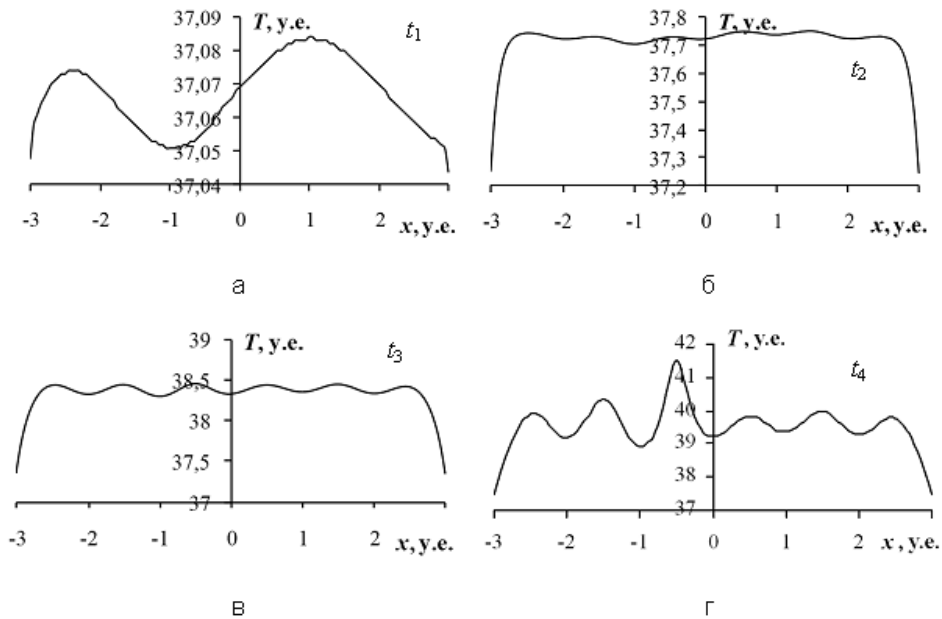 T, у.е.
t1
37,09
37,08
37,07
37,06
37,05
37,04
-3 -2 -1 0 1 2 x, у.е.
а
T, у.е.
t2
37,8
37,7
37,6
37,5
37,4
37,3
37,2
-3 -2 -1 0 1 2 x, у.е.
б
T, у.е.
t3
39
38,5
38
37,5
37
-3 -2 -1 0 1 2 x, у.е.
в
T, у.е.
t4
42
41
40
39
38
37
-3 -2 -1 0 1 2 x, у.е.
г